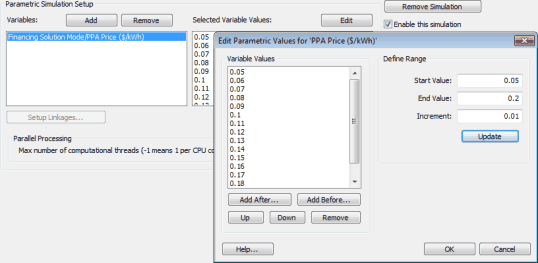 Parametric Simulation Setup
Remove Simulation
Variables:
Add
Remove
Selected Variable Values:
Edit
Enable this simulation
Financing Solution Mode/PPA Price ($/kWh)
0.05
0.06
0.07
0.08
0.09
0.1
0.11
0.12
Setup Linkages...
Parallel Processing
Max number of computational threads (-1 means 1 per CPU co
Edit Parametric Values for 'PPA Price ($/kWh)'
Variable Values
0.05
0.06
0.07
0.08
0.09
0.1
0.11
0.12
0.13
0.14
0.15
0.16
0.17
0.18
Add After...
Add Before...
Up
Down
Remove
Define Range
Start Value:
0.05
End Value:
0.2
Increment:
0.01
Update
Help...
OK
Cancel